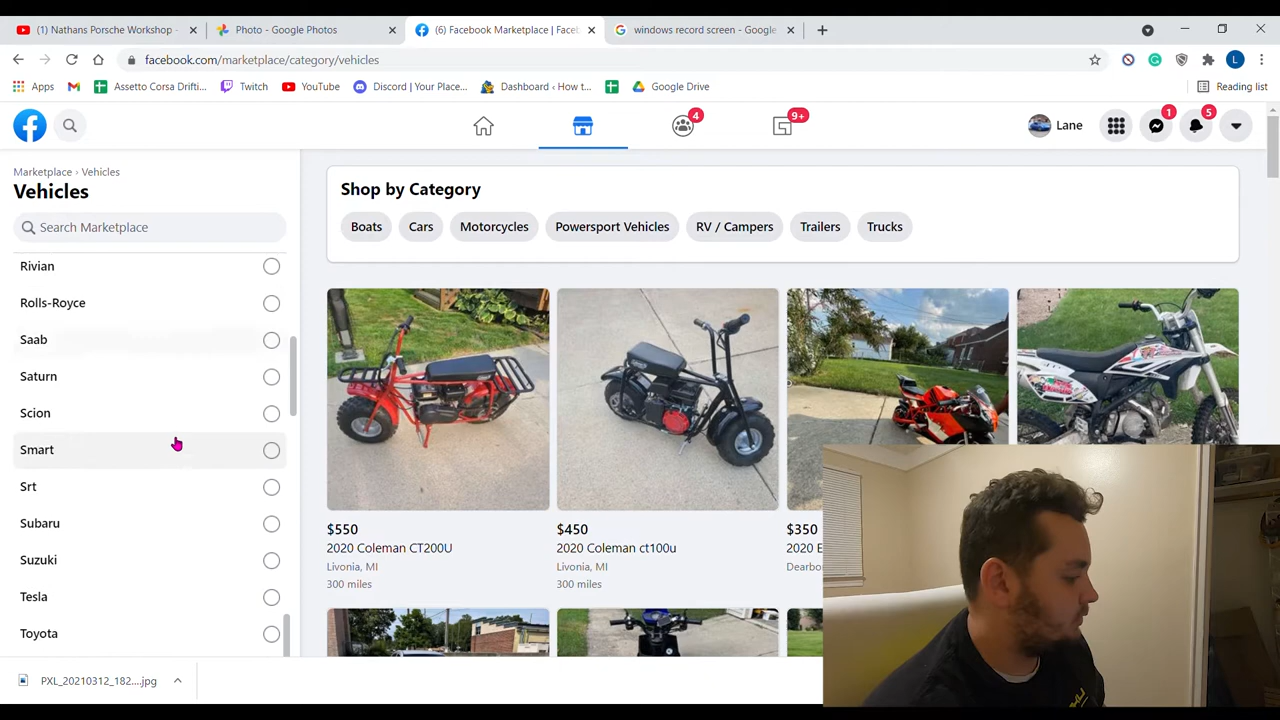 (1) Nathans Porsche Workshop -
Photo - Google Photos
(6) Facebook Marketplace | Faceb
windows record screen - Google
facebook.com/marketplace/category/vehicles
Apps
Assetto Corsa Drifti...
Twitch
YouTube
Discord | Your Place...
Dashboard ‹ How t...
Google Drive
Reading list
4
9+
Lane
1
5
Marketplace › Vehicles
Vehicles
Search Marketplace
Rivian
Rolls-Royce
Saab
Saturn
Scion
Smart
Srt
Subaru
Suzuki
Tesla
Toyota
Shop by Category
Boats
Cars
Motorcycles
Powersport Vehicles
RV / Campers
Trailers
Trucks
$550
2020 Coleman CT200U
Livonia, MI
300 miles
$450
2020 Coleman ct100u
Livonia, MI
300 miles
$350
2020 E
Dearbo
PXL_20210312_182....jpg
L